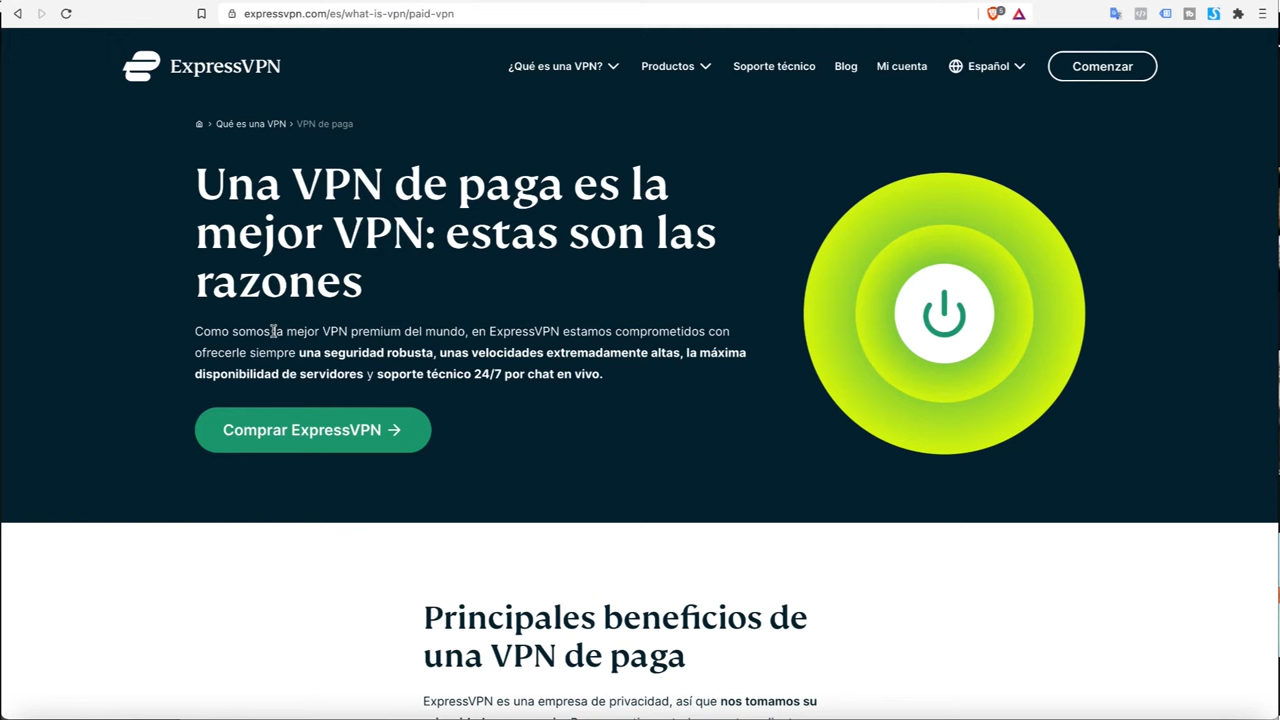 expressvpn.com/es/what-is-vpn/paid-vpn
5
ExpressVPN
¿Qué es una VPN?
Productos
Soporte técnico
Blog
Mi cuenta
Español
Comenzar
› Qué es una VPN › VPN de paga
Una VPN de paga es la
mejor VPN: estas son las
razones
Como somos la mejor VPN premium del mundo, en ExpressVPN estamos comprometidos con
ofrecerle siempre una seguridad robusta, unas velocidades extremadamente altas, la máxima
disponibilidad de servidores y soporte técnico 24/7 por chat en vivo.
Comprar ExpressVPN →
Principales beneficios de
una VPN de paga
ExpressVPN es una empresa de privacidad, así que nos tomamos su